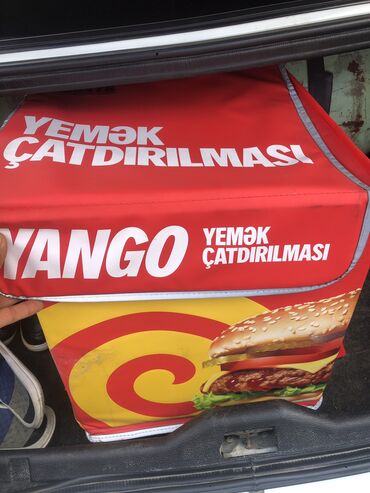 YEMƏK
ÇATDIRILMASI
YANGO
YEMƏK
ÇATDIRILMASI